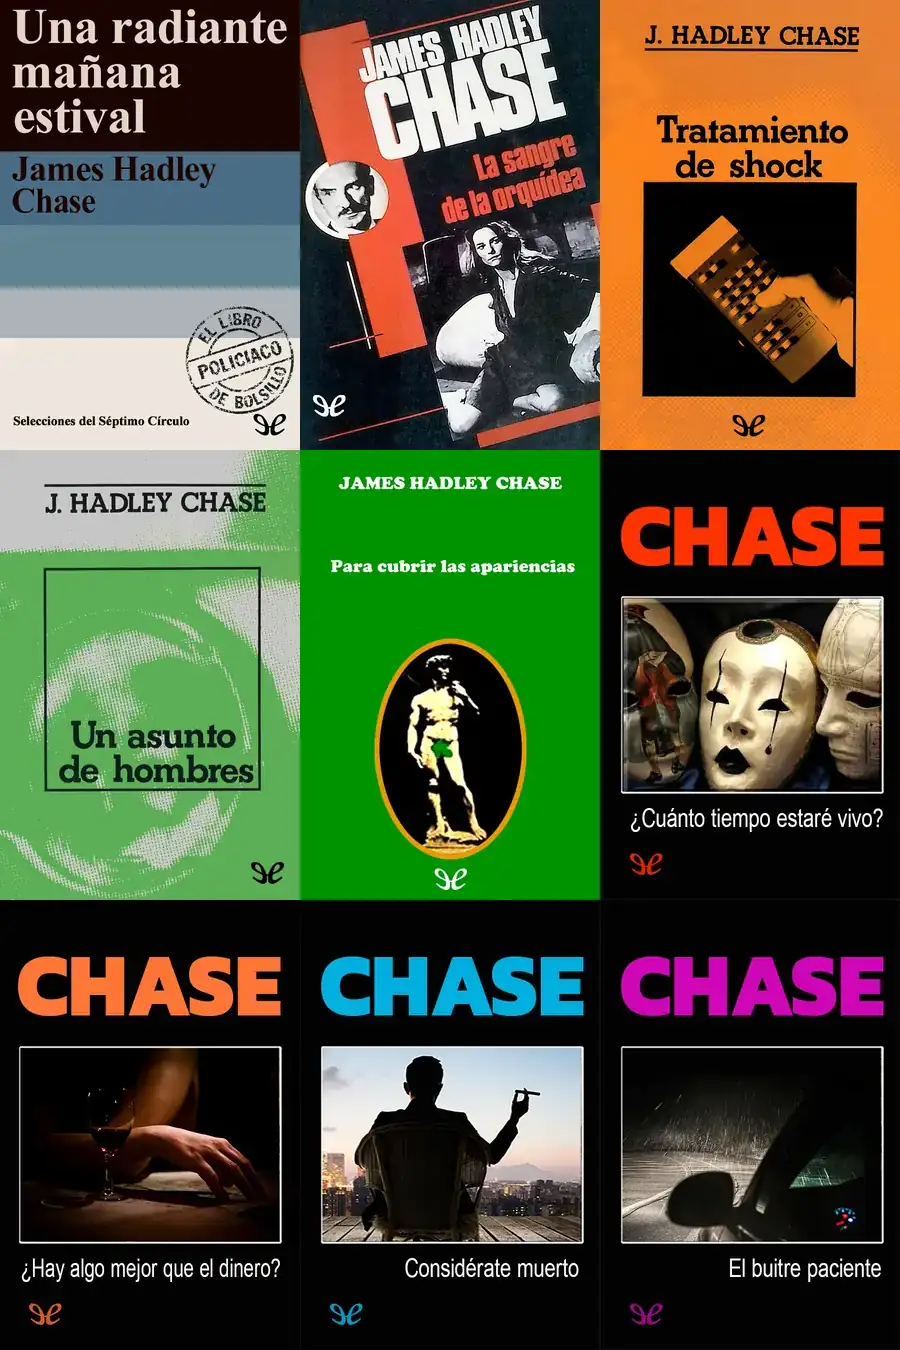 Una radiante
mañana
estival
James Hadley
Chase
EL LIBRO
POLICIACO
DE BOLSILLO
Selecciones del Séptimo Círculo
JAMES HADLEY
CHASE
La sangre
de la orquídea
J. HADLEY CHASE
Tratamiento
de shock
J. HADLEY CHASE
Un asunto
de hombres
JAMES HADLEY CHASE
Para cubrir las apariencias
CHASE
¿Cuánto tiempo estaré vivo?
CHASE
¿Hay algo mejor que el dinero?
CHASE
Considérate muerto
CHASE
El buitre paciente